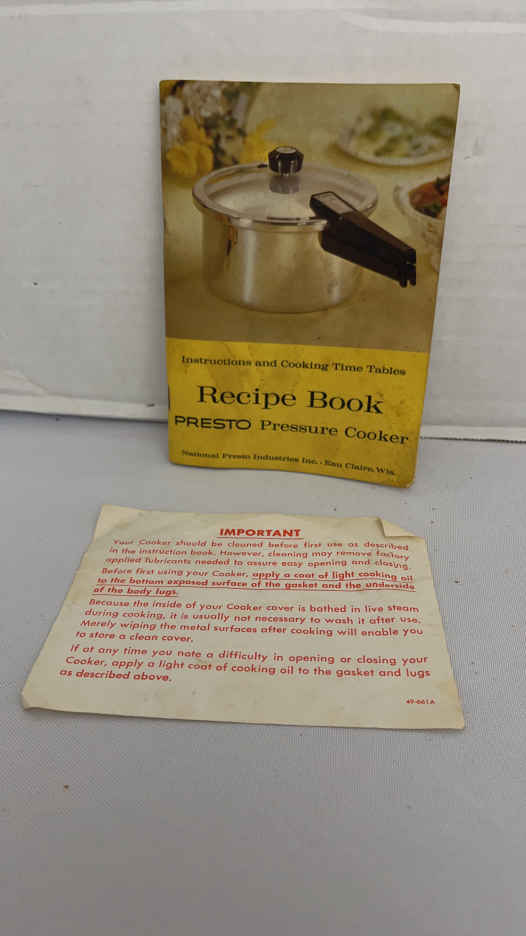 Instructions and Cooking Time Tables
Recipe Book
PRESTO Pressure Cooker
National Presto Industries Inc. · Eau Claire, Wis.
IMPORTANT
Your Cooker should be cleaned before first use as described
in the instruction book. However, cleaning may remove factory
applied lubricants needed to assure easy opening and closing.
Before first using your Cooker, apply a coat of light cooking oil
to the bottom exposed surface of the gasket and the underside
of the body lugs.
Because the inside of your Cooker cover is bathed in live steam
during cooking, it is usually not necessary to wash it after use.
Merely wiping the metal surfaces after cooking will enable you
to store a clean cover.
If at any time you note a difficulty in opening or closing your
Cooker, apply a light coat of cooking oil to the gasket and lugs
as described above.
49-661A